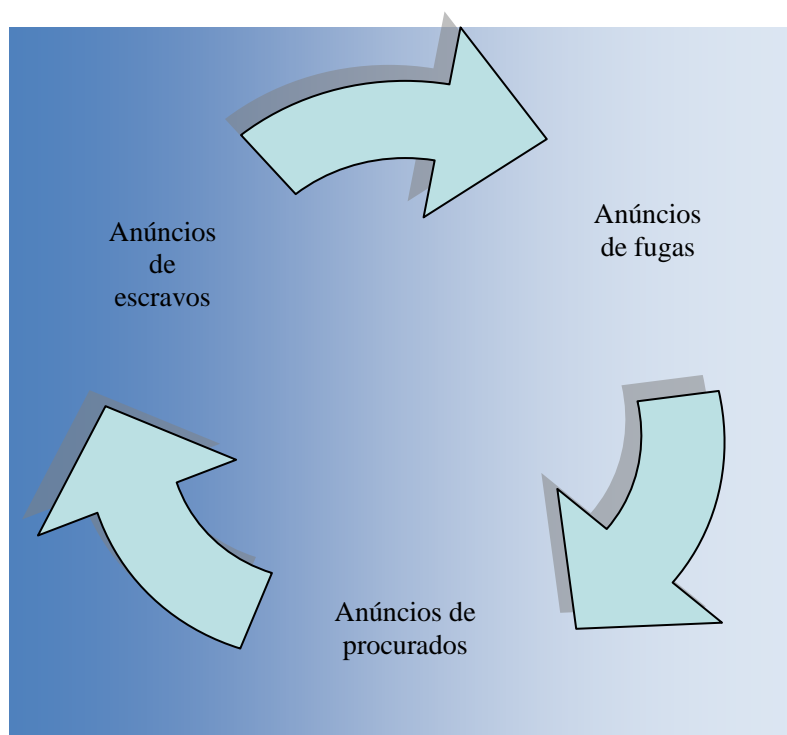 Anúncios
de
escravos
Anúncios
de fugas
Anúncios de
procurados